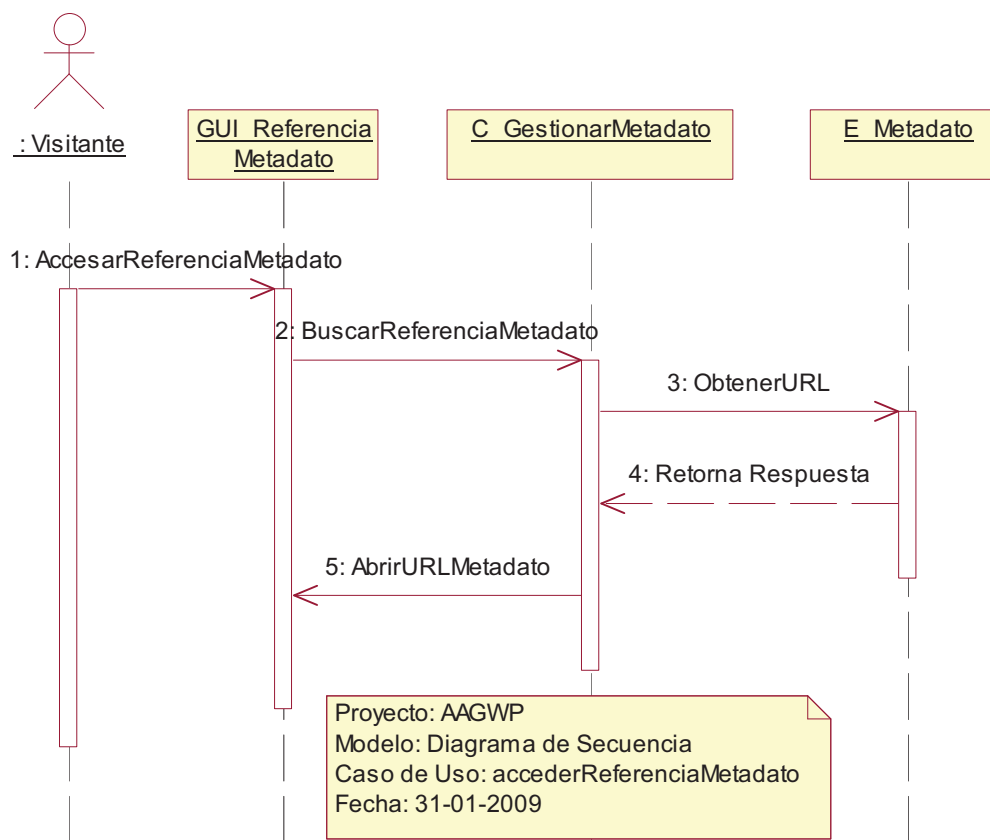 : Visitante
GUI_Referencia
Metadato
C_GestionarMetadato
E_Metadato
1: AccesarReferenciaMetadato
2: BuscarReferenciaMetadato
3: ObtenerURL
4: Retorna Respuesta
5: AbrirURLMetadato
Proyecto: AAGWP
Modelo: Diagrama de Secuencia
Caso de Uso: accederReferenciaMetadato
Fecha: 31-01-2009